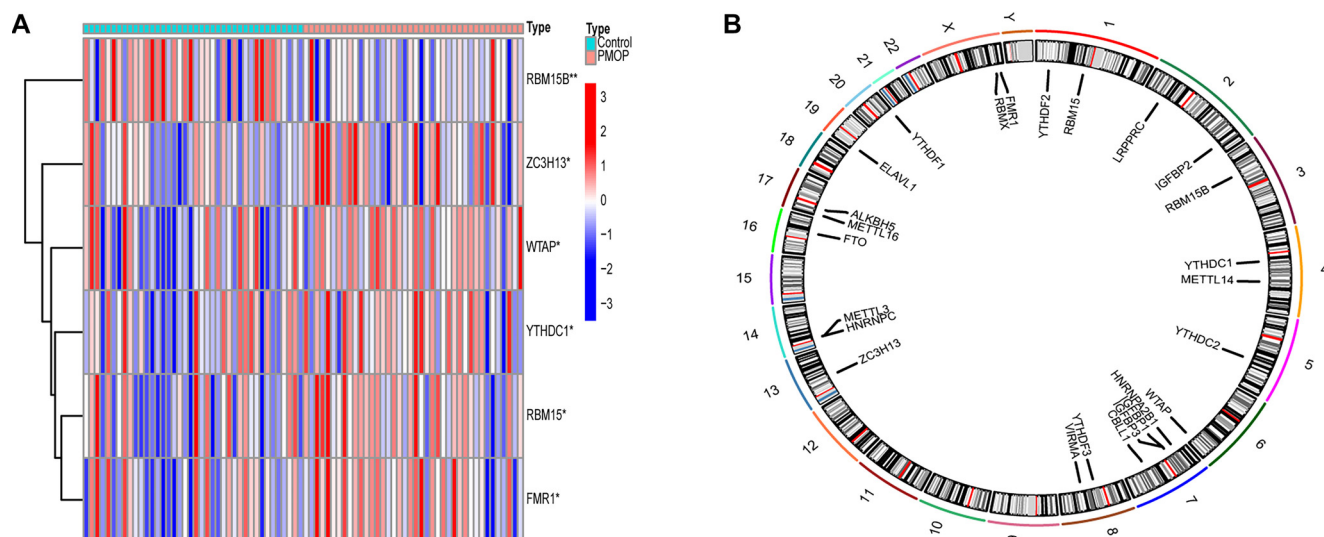 A
Type
Type
Control
PMOP
RBM15B**
ZC3H13*
WTAP*
YTHDC1*
RBM15*
FMR1*
3
2
1
0
−1
−2
−3
B
1
2
3
4
5
6
7
8
10
11
12
13
14
15
16
17
18
19
20
21
22
X
Y
YTHDF2
RBM15
LRPPRC
IGFBP2
RBM15B
YTHDC1
METTL14
YTHDC2
WTAP
HNRNPA2B1
IGFBP1
IGFBP3
CBLL1
YTHDF3
VIRMA
ZC3H13
METTL3
HNRNPC
FTO
METTL16
ALKBH5
ELAVL1
YTHDF1
RBMX
FMR1